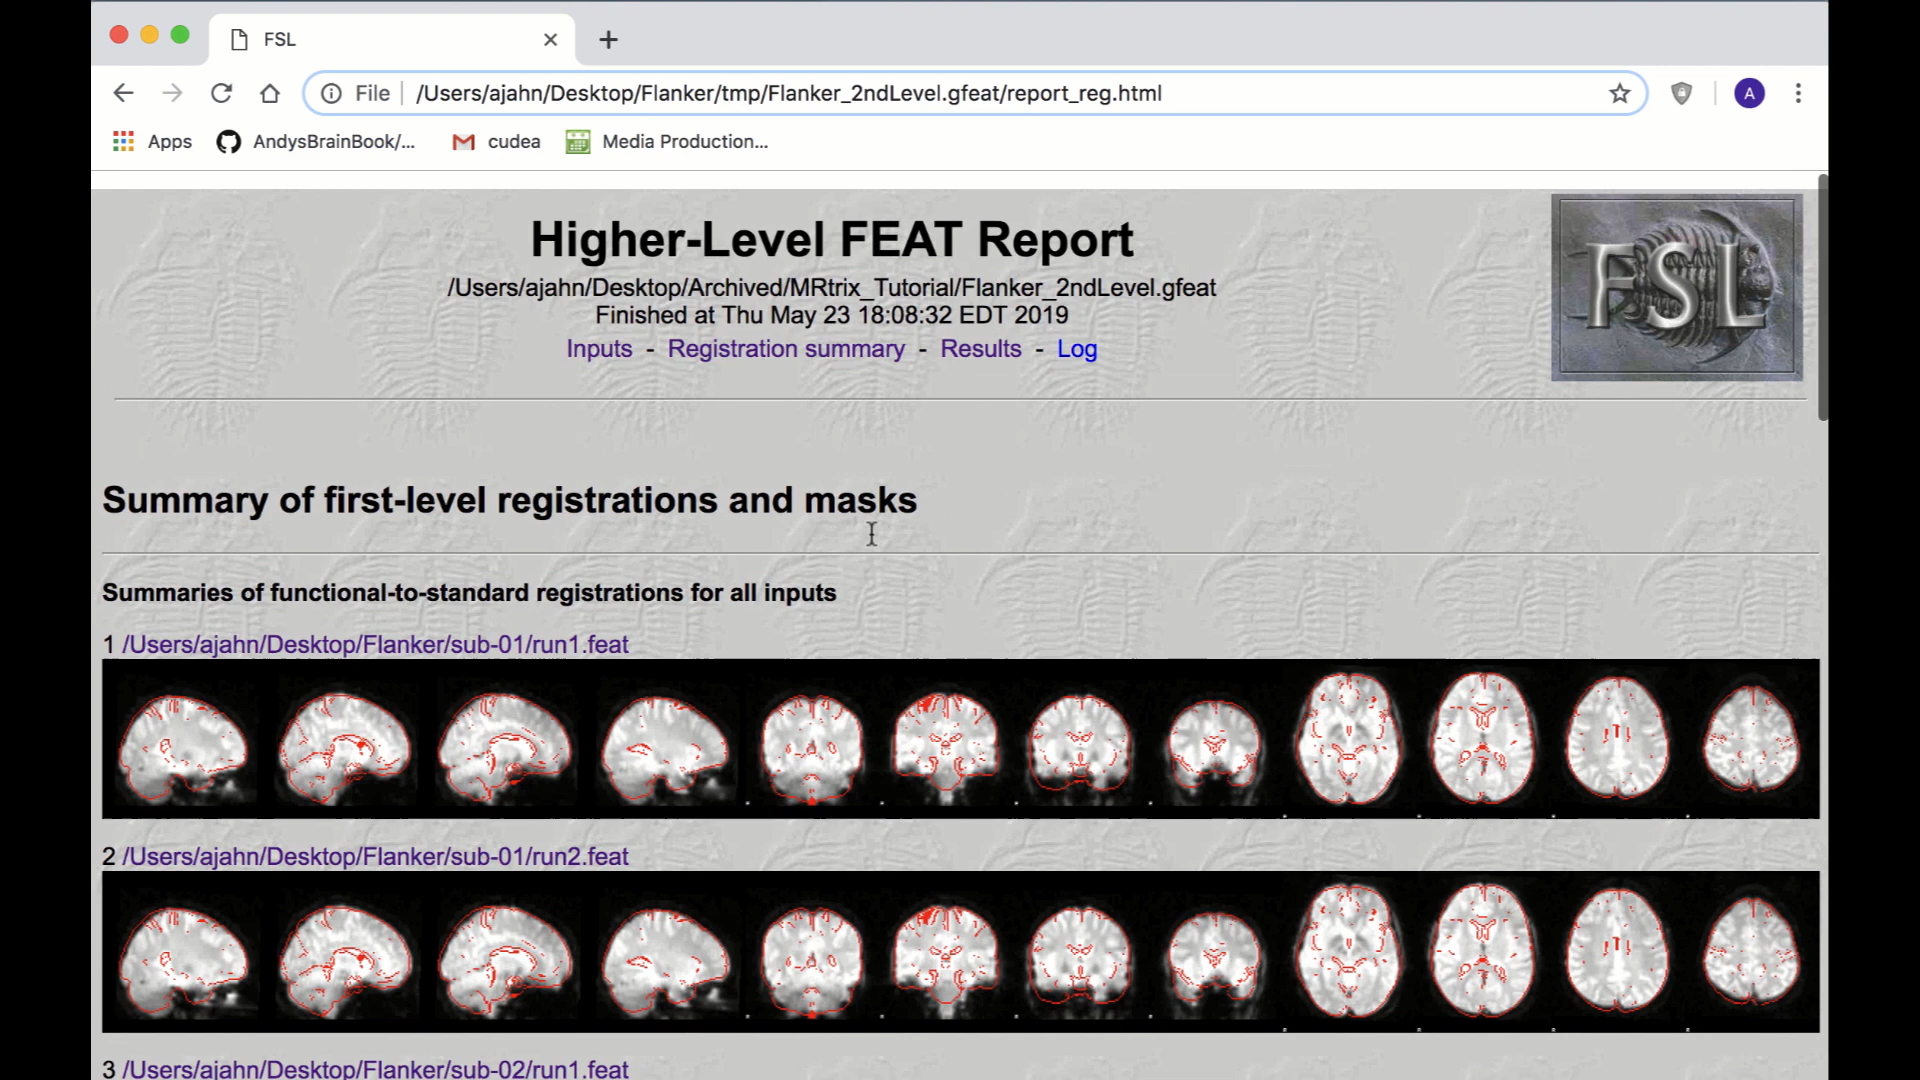 FSL
File /Users/ajahn/Desktop/Flanker/tmp/Flanker_2ndLevel.gfeat/report_reg.html
A
Apps AndysBrainBook/... cudea Media Production...
Higher-Level FEAT Report
/Users/ajahn/Desktop/Archived/MRtrix_Tutorial/Flanker_2ndLevel.gfeat
Finished at Thu May 23 18:08:32 EDT 2019
Inputs - Registration summary - Results - Log
FSL
Summary of first-level registrations and masks
Summaries of functional-to-standard registrations for all inputs
1 /Users/ajahn/Desktop/Flanker/sub-01/run1.feat
2 /Users/ajahn/Desktop/Flanker/sub-01/run2.feat
3 /Users/ajahn/Desktop/Flanker/sub-02/run1.feat